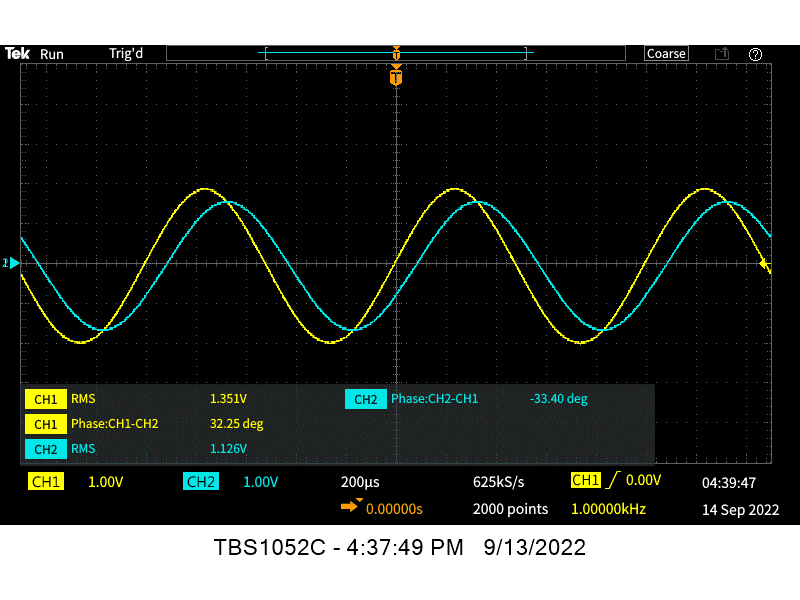 Tek Run Trig'd Coarse ?
T
T
2
CH1 RMS 1.351V CH2 Phase:CH2-CH1 -33.40 deg
CH1 Phase:CH1-CH2 32.25 deg
CH2 RMS 1.126V
CH1 1.00V CH2 1.00V 200µs 625kS/s CH1 0.00V 04:39:47
0.00000s 2000 points 1.00000kHz 14 Sep 2022
TBS1052C - 4:37:49 PM 9/13/2022